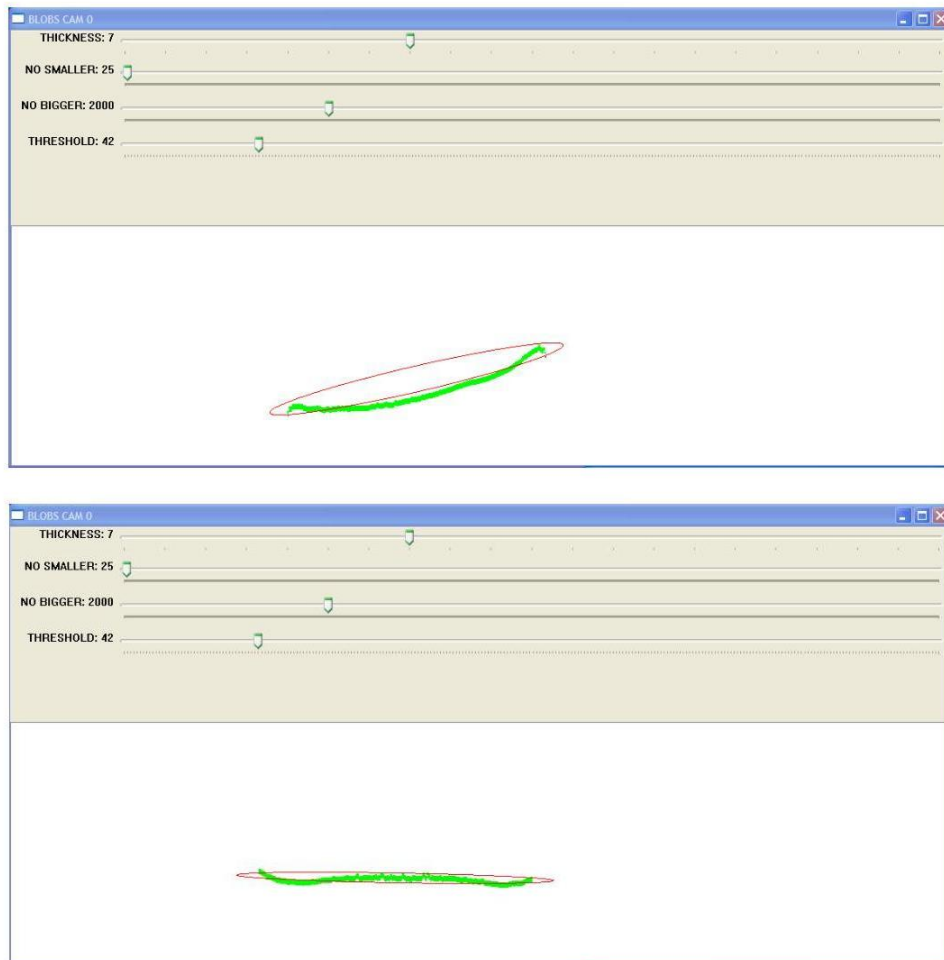 BLOBS CAM 0
THICKNESS: 7
NO SMALLER: 25
NO BIGGER: 2000
THRESHOLD: 42
BLOBS CAM 0
THICKNESS: 7
NO SMALLER: 25
NO BIGGER: 2000
THRESHOLD: 42